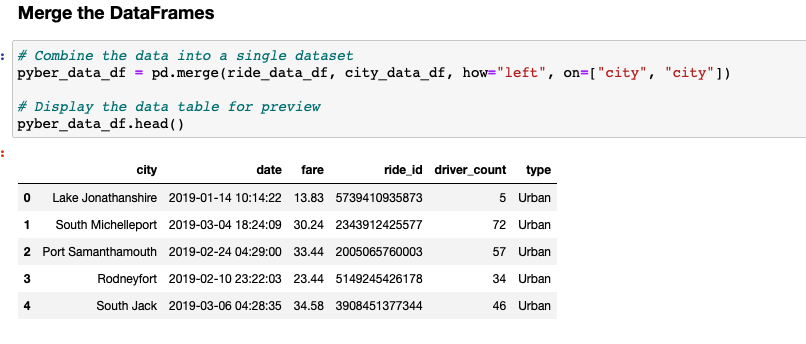 Merge the DataFrames
: # Combine the data into a single dataset
pyber_data_df = pd.merge(ride_data_df, city_data_df, how="left", on=["city", "city"])
# Display the data table for preview
pyber_data_df.head()
:
city date fare ride_id driver_count type
0 Lake Jonathanshire 2019-01-14 10:14:22 13.83 5739410935873 5 Urban
1 South Michelleport 2019-03-04 18:24:09 30.24 2343912425577 72 Urban
2 Port Samanthamouth 2019-02-24 04:29:00 33.44 2005065760003 57 Urban
3 Rodneyfort 2019-02-10 23:22:03 23.44 5149245426178 34 Urban
4 South Jack 2019-03-06 04:28:35 34.58 3908451377344 46 Urban